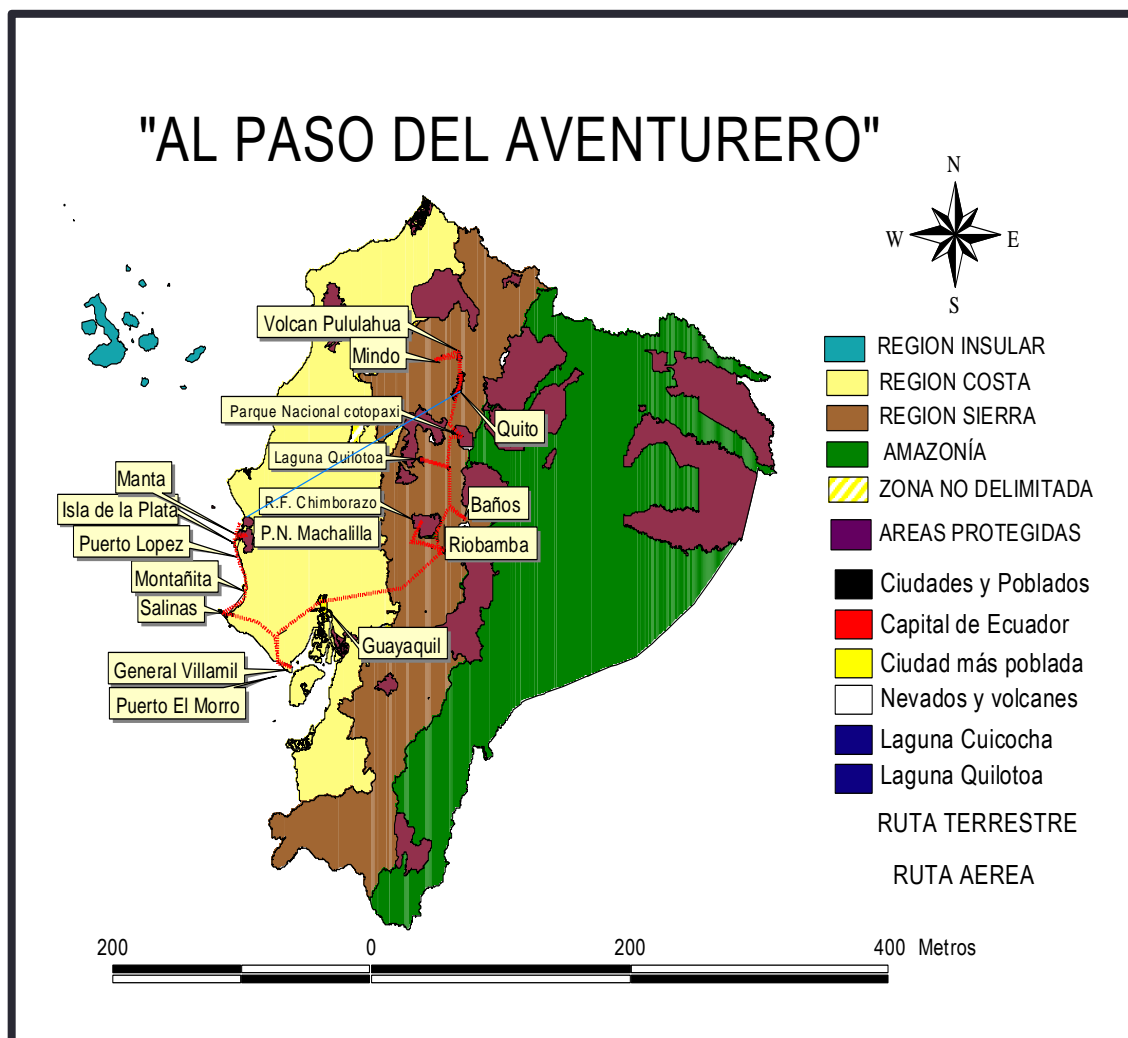 "AL PASO DEL AVENTURERO"
N
W
E
S
Volcan Pululahua
Mindo
Parque Nacional cotopaxi
Quito
Laguna Quilotoa
Manta
Isla de la Plata
R.F. Chimborazo
Baños
P.N. Machalilla
Puerto Lopez
Riobamba
Montañita
Salinas
Guayaquil
General Villamil
Puerto El Morro
REGION INSULAR
REGION COSTA
REGION SIERRA
AMAZONÍA
ZONA NO DELIMITADA
AREAS PROTEGIDAS
Ciudades y Poblados
Capital de Ecuador
Ciudad más poblada
Nevados y volcanes
Laguna Cuicocha
Laguna Quilotoa
RUTA TERRESTRE
RUTA AEREA
200 0 200 400 Metros